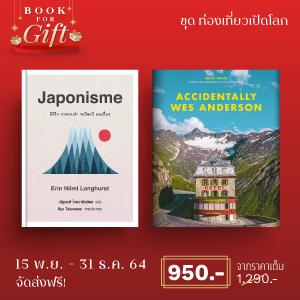 BOOK
FOR
Gift
ชุด ท่องเที่ยวเปิดโลก
Japonisme
Erin Niimi Longhurst
WALLY KOVAL
ACCIDENTALLY
WES ANDERSON
15 พ.ย. - 31 ธ.ค. 64
จัดส่งฟรี!
950.-
จากราคาเต็ม
1,290.-